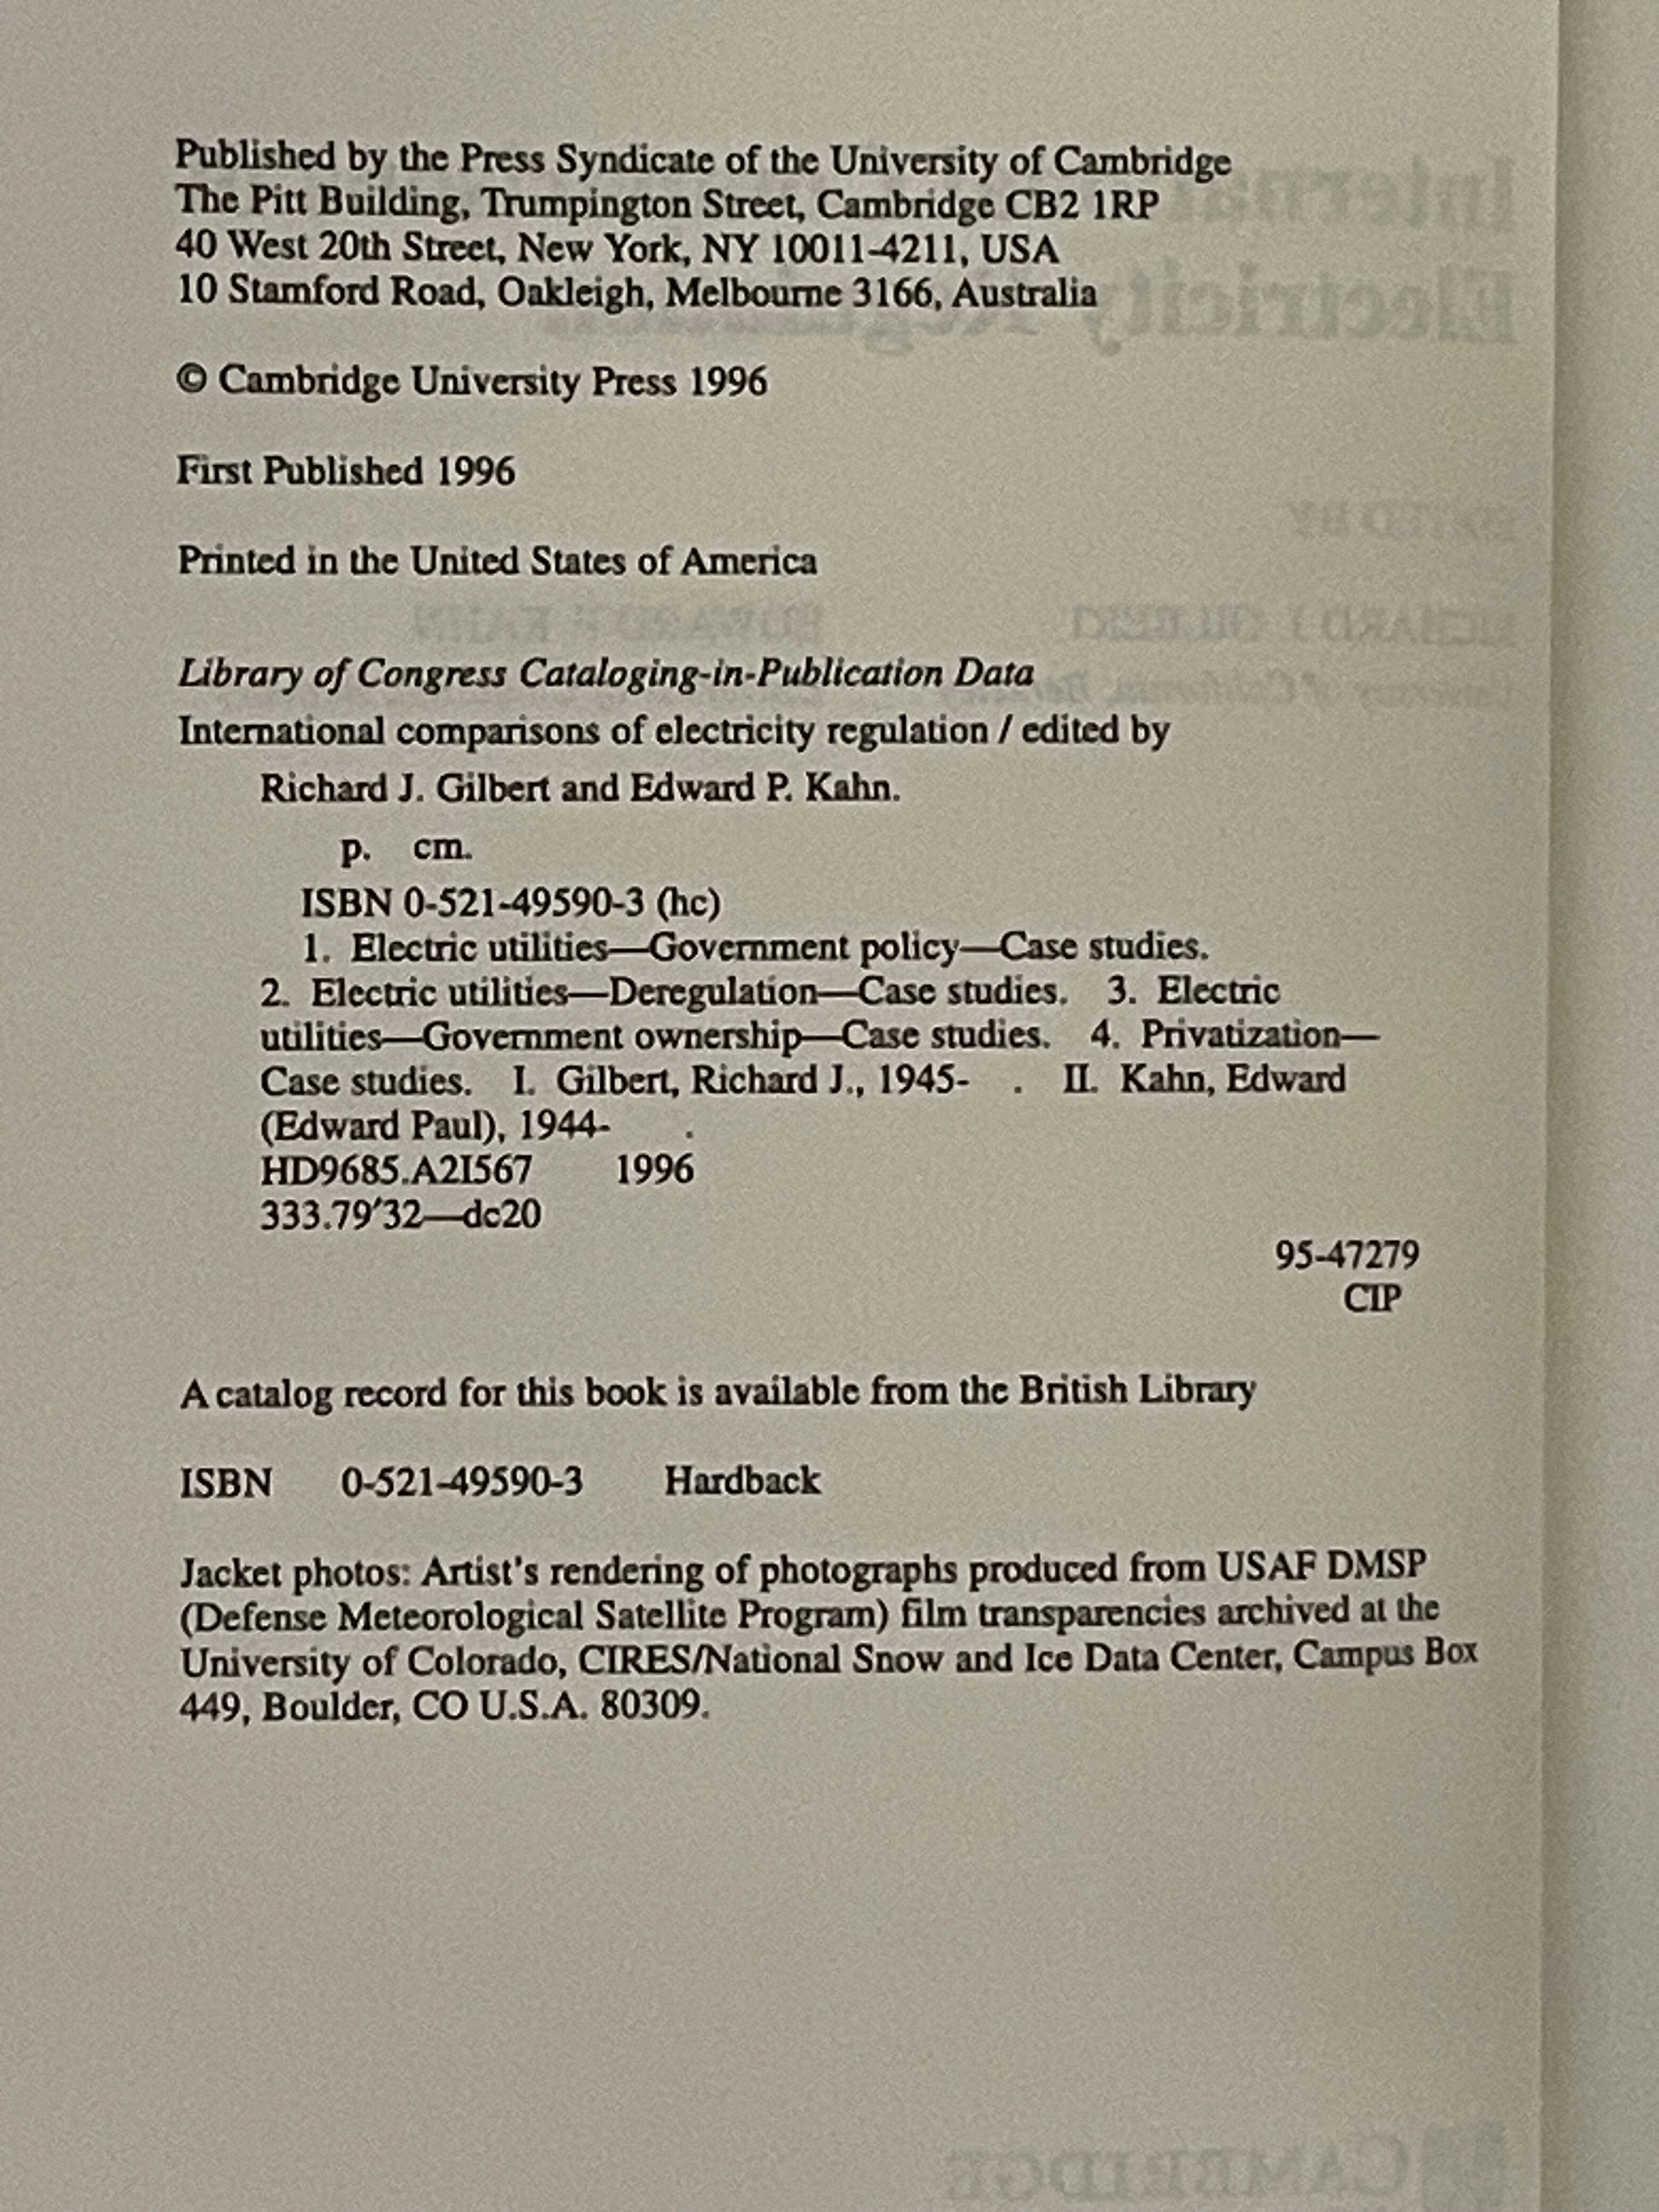 Published by the Press Syndicate of the University of Cambridge
The Pitt Building, Trumpington Street, Cambridge CB2 1RP
40 West 20th Street, New York, NY 10011-4211, USA
10 Stamford Road, Oakleigh, Melbourne 3166, Australia
© Cambridge University Press 1996
First Published 1996
Printed in the United States of America
Library of Congress Cataloging-in-Publication Data
International comparisons of electricity regulation / edited by
Richard J. Gilbert and Edward P. Kahn.
p. cm.
ISBN 0-521-49590-3 (hc)
1. Electric utilities—Government policy—Case studies.
2. Electric utilities—Deregulation—Case studies. 3. Electric
utilities—Government ownership—Case studies. 4. Privatization—
Case studies. I. Gilbert, Richard J., 1945- . II. Kahn, Edward
(Edward Paul), 1944- .
HD9685.A2I567 1996
333.79′32—dc20
95-47279
CIP
A catalog record for this book is available from the British Library
ISBN 0-521-49590-3 Hardback
Jacket photos: Artist's rendering of photographs produced from USAF DMSP
(Defense Meteorological Satellite Program) film transparencies archived at the
University of Colorado, CIRES/National Snow and Ice Data Center, Campus Box
449, Boulder, CO U.S.A. 80309.